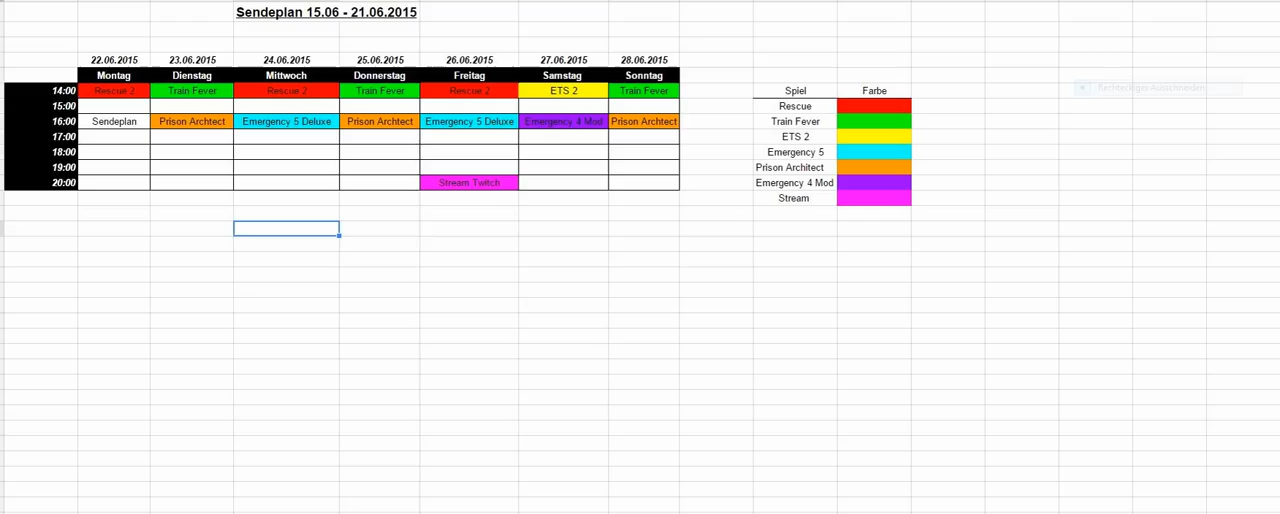 Sendeplan 15.06 - 21.06.2015
22.06.2015 23.06.2015 24.06.2015 25.06.2015 26.06.2015 27.06.2015 28.06.2015
Montag Dienstag Mittwoch Donnerstag Freitag Samstag Sonntag
14:00 Rescue 2 Train Fever Rescue 2 Train Fever Rescue 2 ETS 2 Train Fever Spiel Farbe
15:00 Rescue
16:00 Sendeplan Prison Archtect Emergency 5 Deluxe Prison Archtect Emergency 5 Deluxe Emergency 4 Mod Prison Archtect Train Fever
17:00 ETS 2
18:00 Emergency 5
19:00 Prison Architect
20:00 Stream Twitch Emergency 4 Mod
Stream